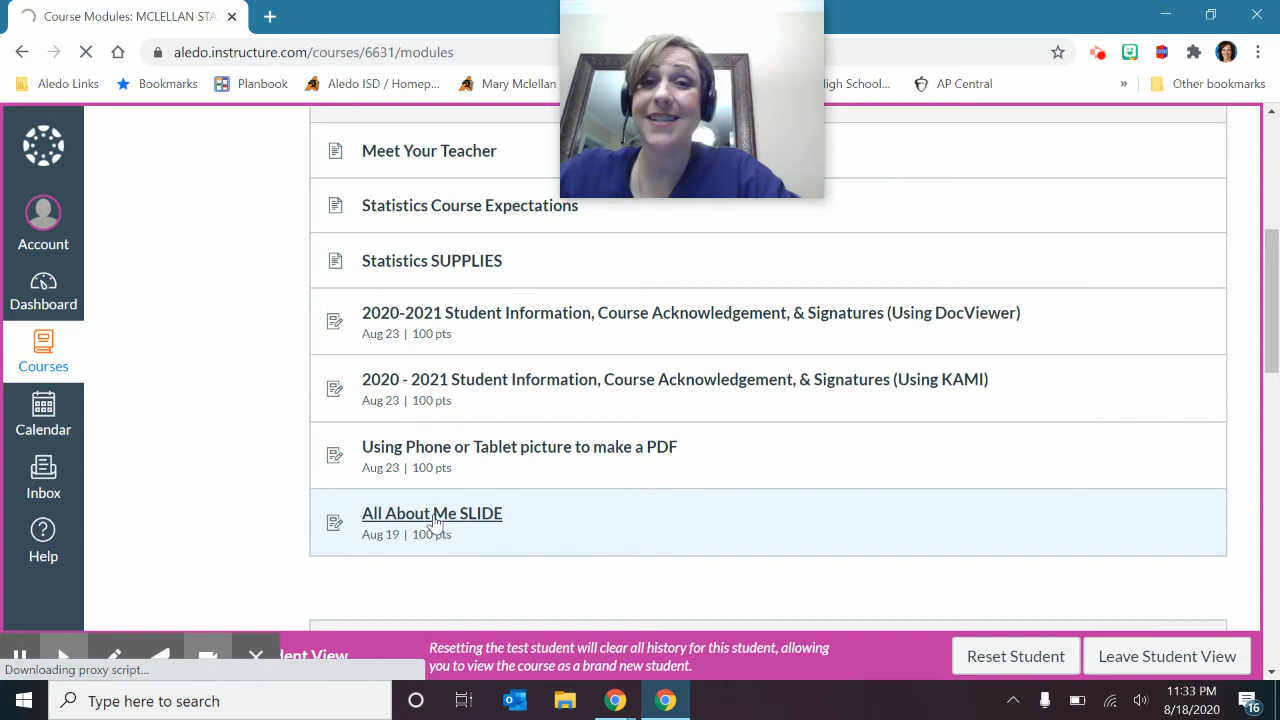 Course Modules: MCLELLAN STA
aledo.instructure.com/courses/6631/modules
Aledo Links
Bookmarks
Planbook
Aledo ISD / Homep...
Mary Mclellan
igh School...
AP Central
»
Other bookmarks
Account
Dashboard
Courses
Calendar
Inbox
Help
Meet Your Teacher
Statistics Course Expectations
Statistics SUPPLIES
2020-2021 Student Information, Course Acknowledgement, & Signatures (Using DocViewer)
Aug 23 | 100 pts
2020 - 2021 Student Information, Course Acknowledgement, & Signatures (Using KAMI)
Aug 23 | 100 pts
Using Phone or Tablet picture to make a PDF
Aug 23 | 100 pts
All About Me SLIDE
Aug 19 | 100 pts
dent View
Resetting the test student will clear all history for this student, allowing
you to view the course as a brand new student.
Reset Student
Leave Student View
Downloading proxy script...
Type here to search
11:33 PM
8/18/2020
16